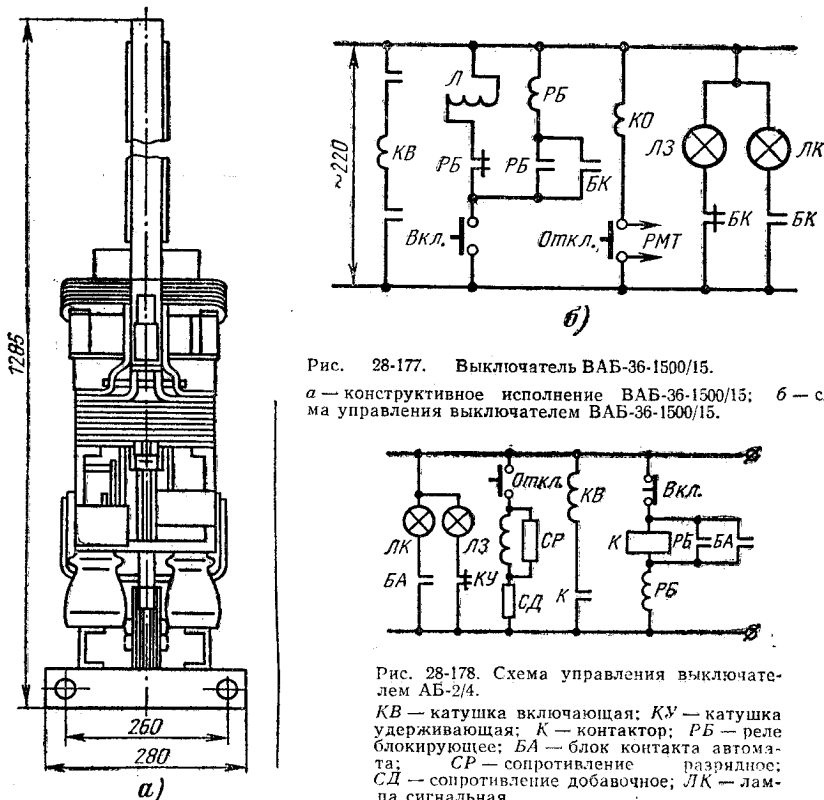 1285
260
280
а)
~220
КВ
Л
РБ
РБ
РБ
БК
КО
ЛЗ
ЛК
Вкл.
Откл.
РМТ
БК
БК
б)
Рис. 28-177. Выключатель ВАБ-36-1500/15.
а — конструктивное исполнение ВАБ-36-1500/15; б — с
ма управления выключателем ВАБ-36-1500/15.
Откл.
КВ
Вкл.
ЛК
ЛЗ
СР
К
РБ
БА
БА
КУ
СД
К
РБ
Рис. 28-178. Схема управления выключате-
лем АБ-2/4.
КВ — катушка включающая; КУ — катушка
удерживающая; К — контактор; РБ — реле
блокирующее; БА — блок контакта автома-
та; СР — сопротивление разрядное;
СД — сопротивление добавочное; ЛК — лам-
па сигнальная